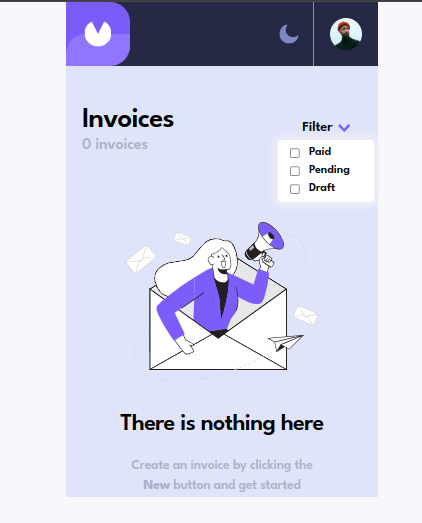 Invoices
Filter
0 invoices
Paid
Pending
Draft
There is nothing here
Create an invoice by clicking the
New button and get started